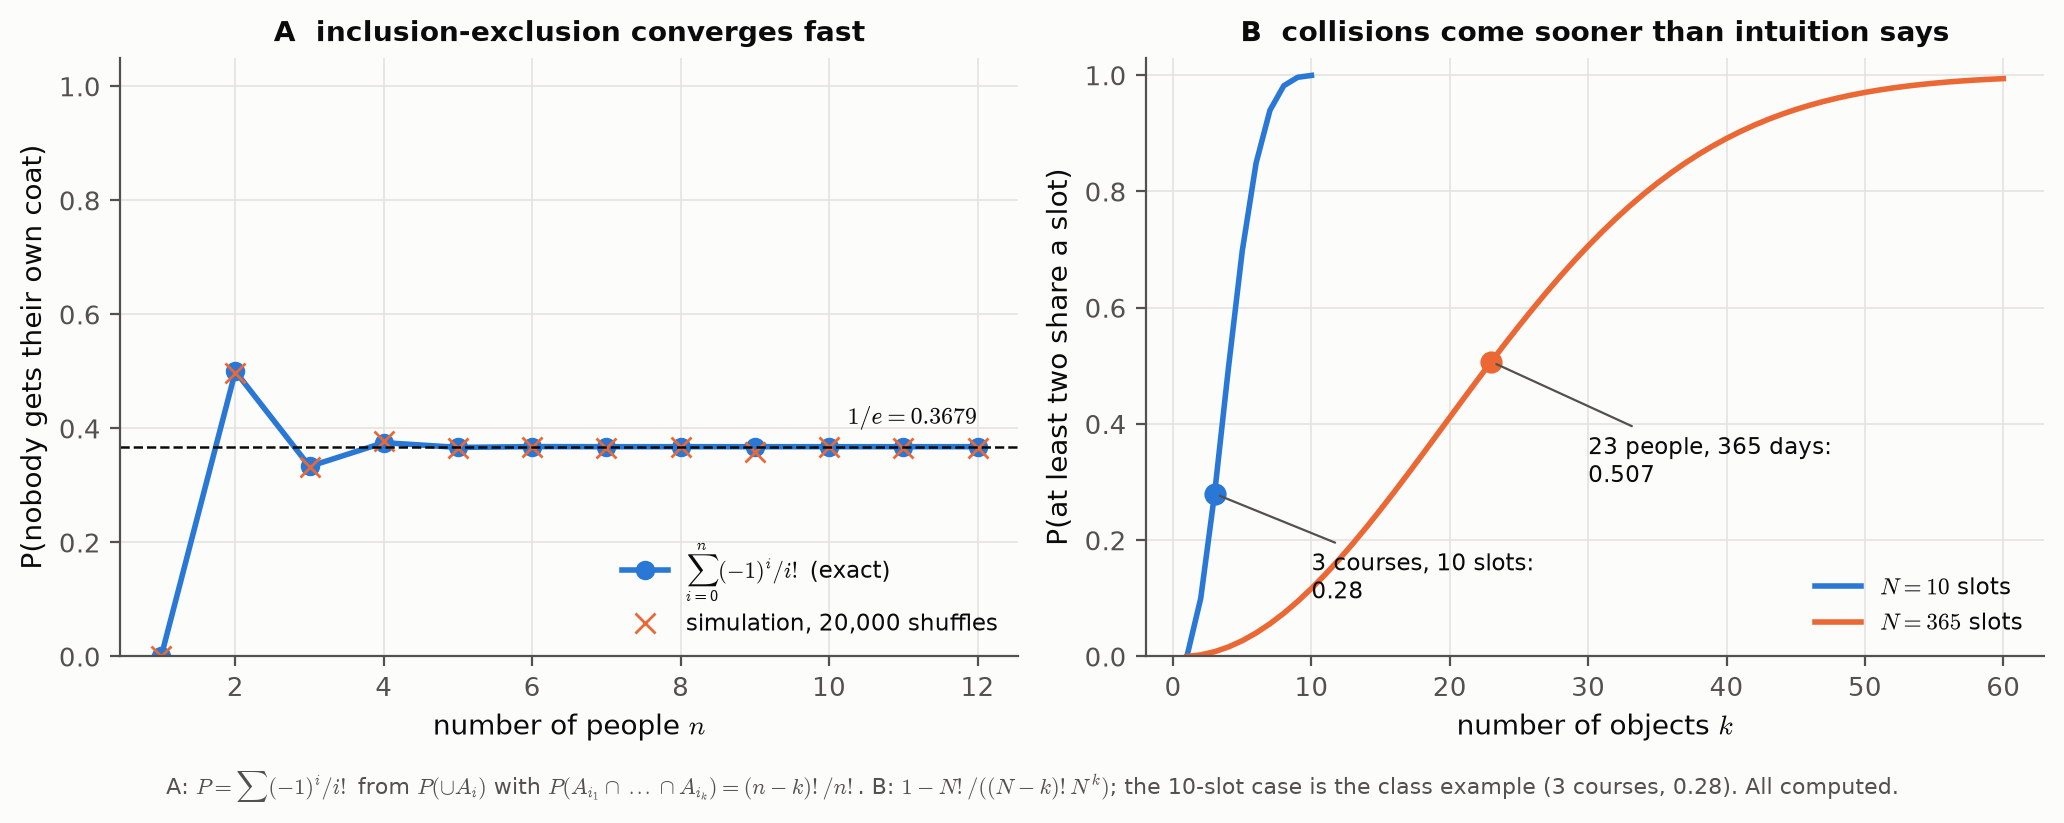 A inclusion-exclusion converges fast
P(nobody gets their own coat)
1.0
0.8
0.6
0.4
0.2
0.0
1/e = 0.3679
\sum_{i=0}^{n} (-1)^i/i! (exact)
simulation, 20,000 shuffles
2 4 6 8 10 12
number of people n
B collisions come sooner than intuition says
P(at least two share a slot)
1.0
0.8
0.6
0.4
0.2
0.0
23 people, 365 days:
0.507
3 courses, 10 slots:
0.28
N = 10 slots
N = 365 slots
0 10 20 30 40 50 60
number of objects k
A: P = ∑(-1)^i/i! from P(∪A_i) with P(A_{i_1} ∩ … ∩ A_{i_k}) = (n − k)!/n!. B: 1 − N!/((N − k)! N^k); the 10-slot case is the class example (3 courses, 0.28). All computed.